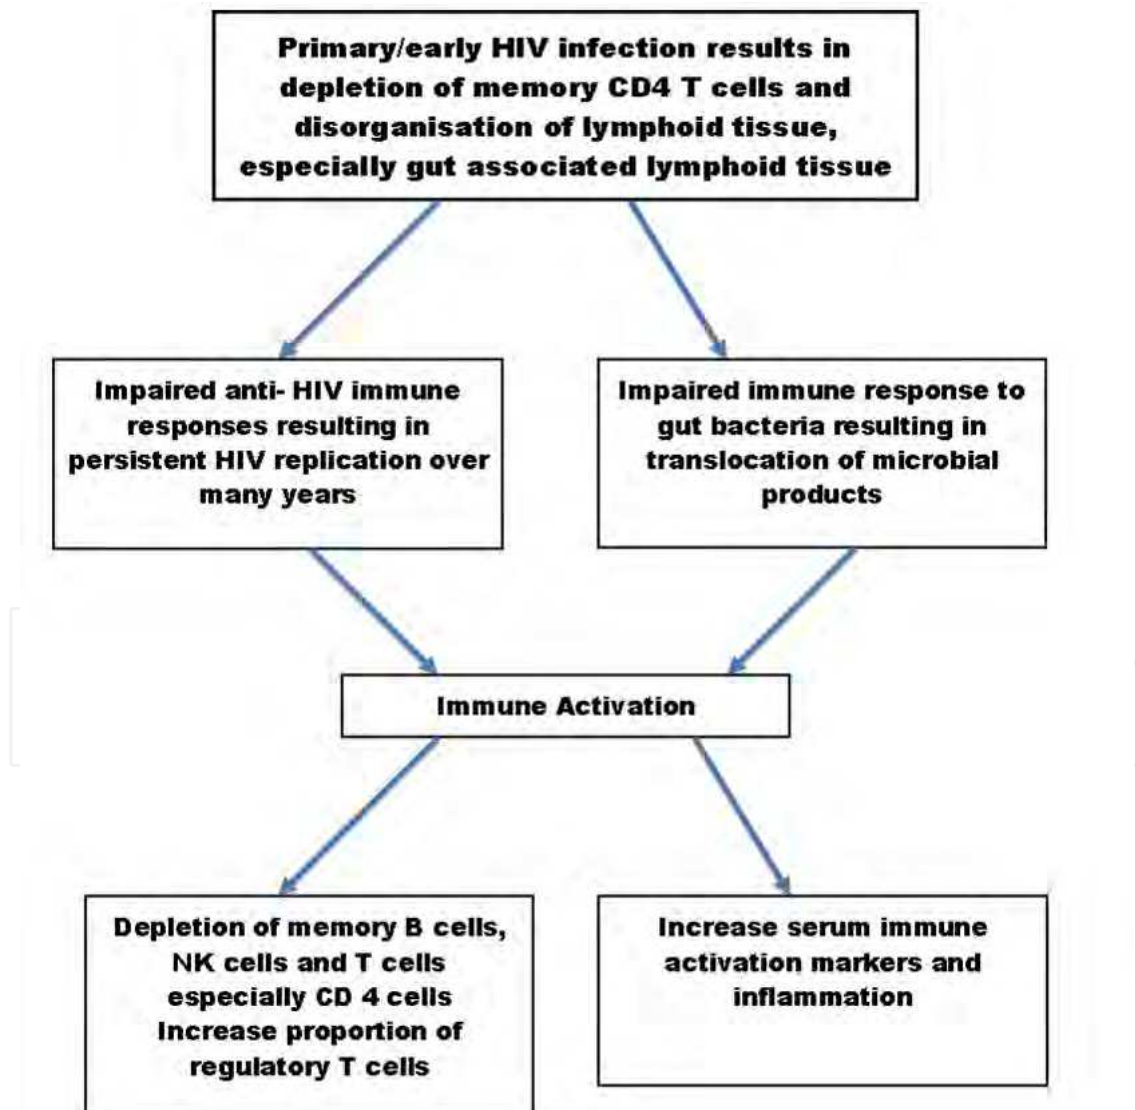 Primary/early HIV infection results in
depletion of memory CD4 T cells and
disorganisation of lymphoid tissue,
especially gut associated lymphoid tissue
Impaired anti- HIV immune
responses resulting in
persistent HIV replication over
many years
Impaired immune response to
gut bacteria resulting in
translocation of microbial
products
Immune Activation
Depletion of memory B cells,
NK cells and T cells
especially CD 4 cells
Increase proportion of
regulatory T cells
Increase serum immune
activation markers and
inflammation